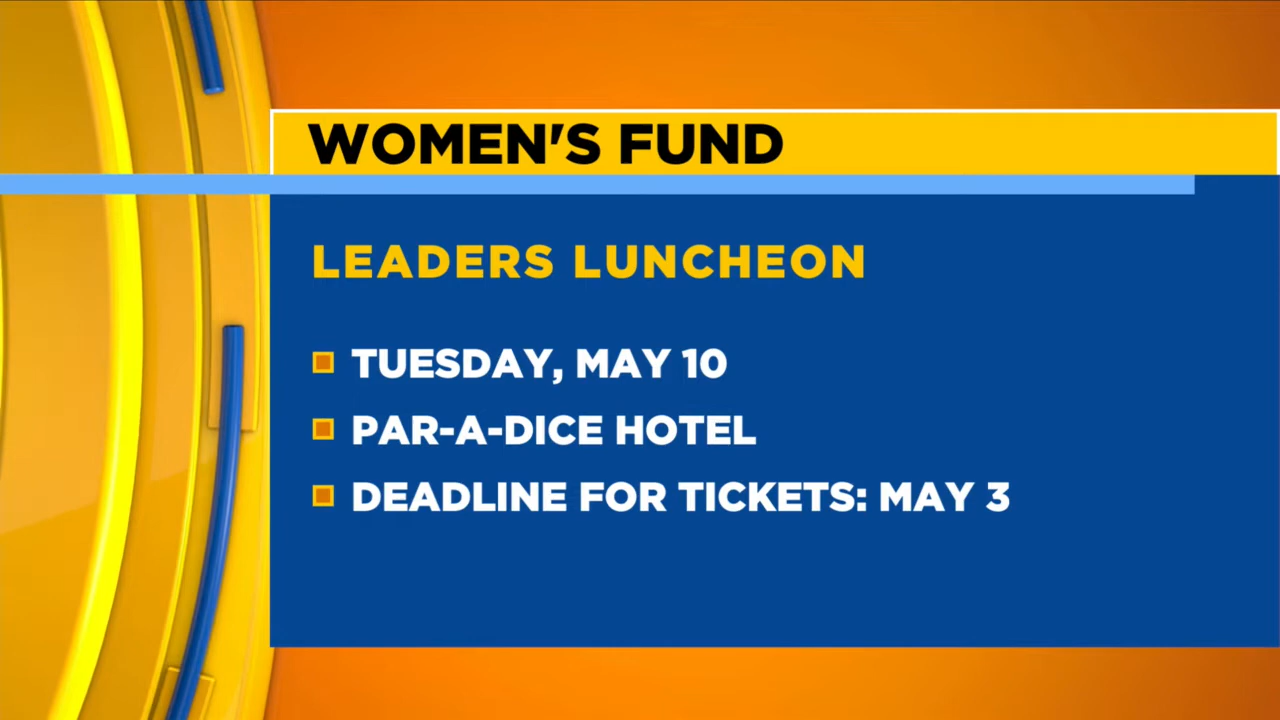 WOMEN'S FUND
LEADERS LUNCHEON
TUESDAY, MAY 10
PAR-A-DICE HOTEL
DEADLINE FOR TICKETS: MAY 3